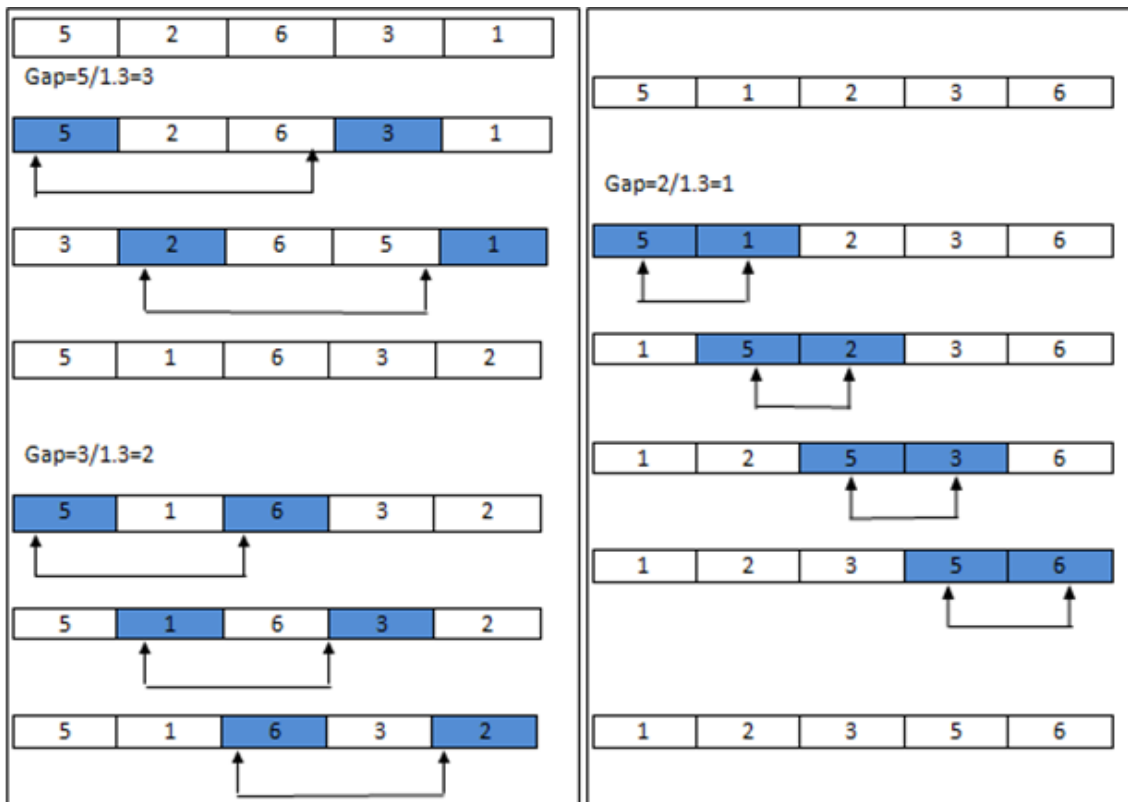 5 2 6 3 1
Gap=5/1.3=3
5 2 6 3 1
3 2 6 5 1
5 1 6 3 2
Gap=3/1.3=2
5 1 6 3 2
5 1 6 3 2
5 1 6 3 2
5 1 2 3 6
Gap=2/1.3=1
5 1 2 3 6
1 5 2 3 6
1 2 5 3 6
1 2 3 5 6
1 2 3 5 6